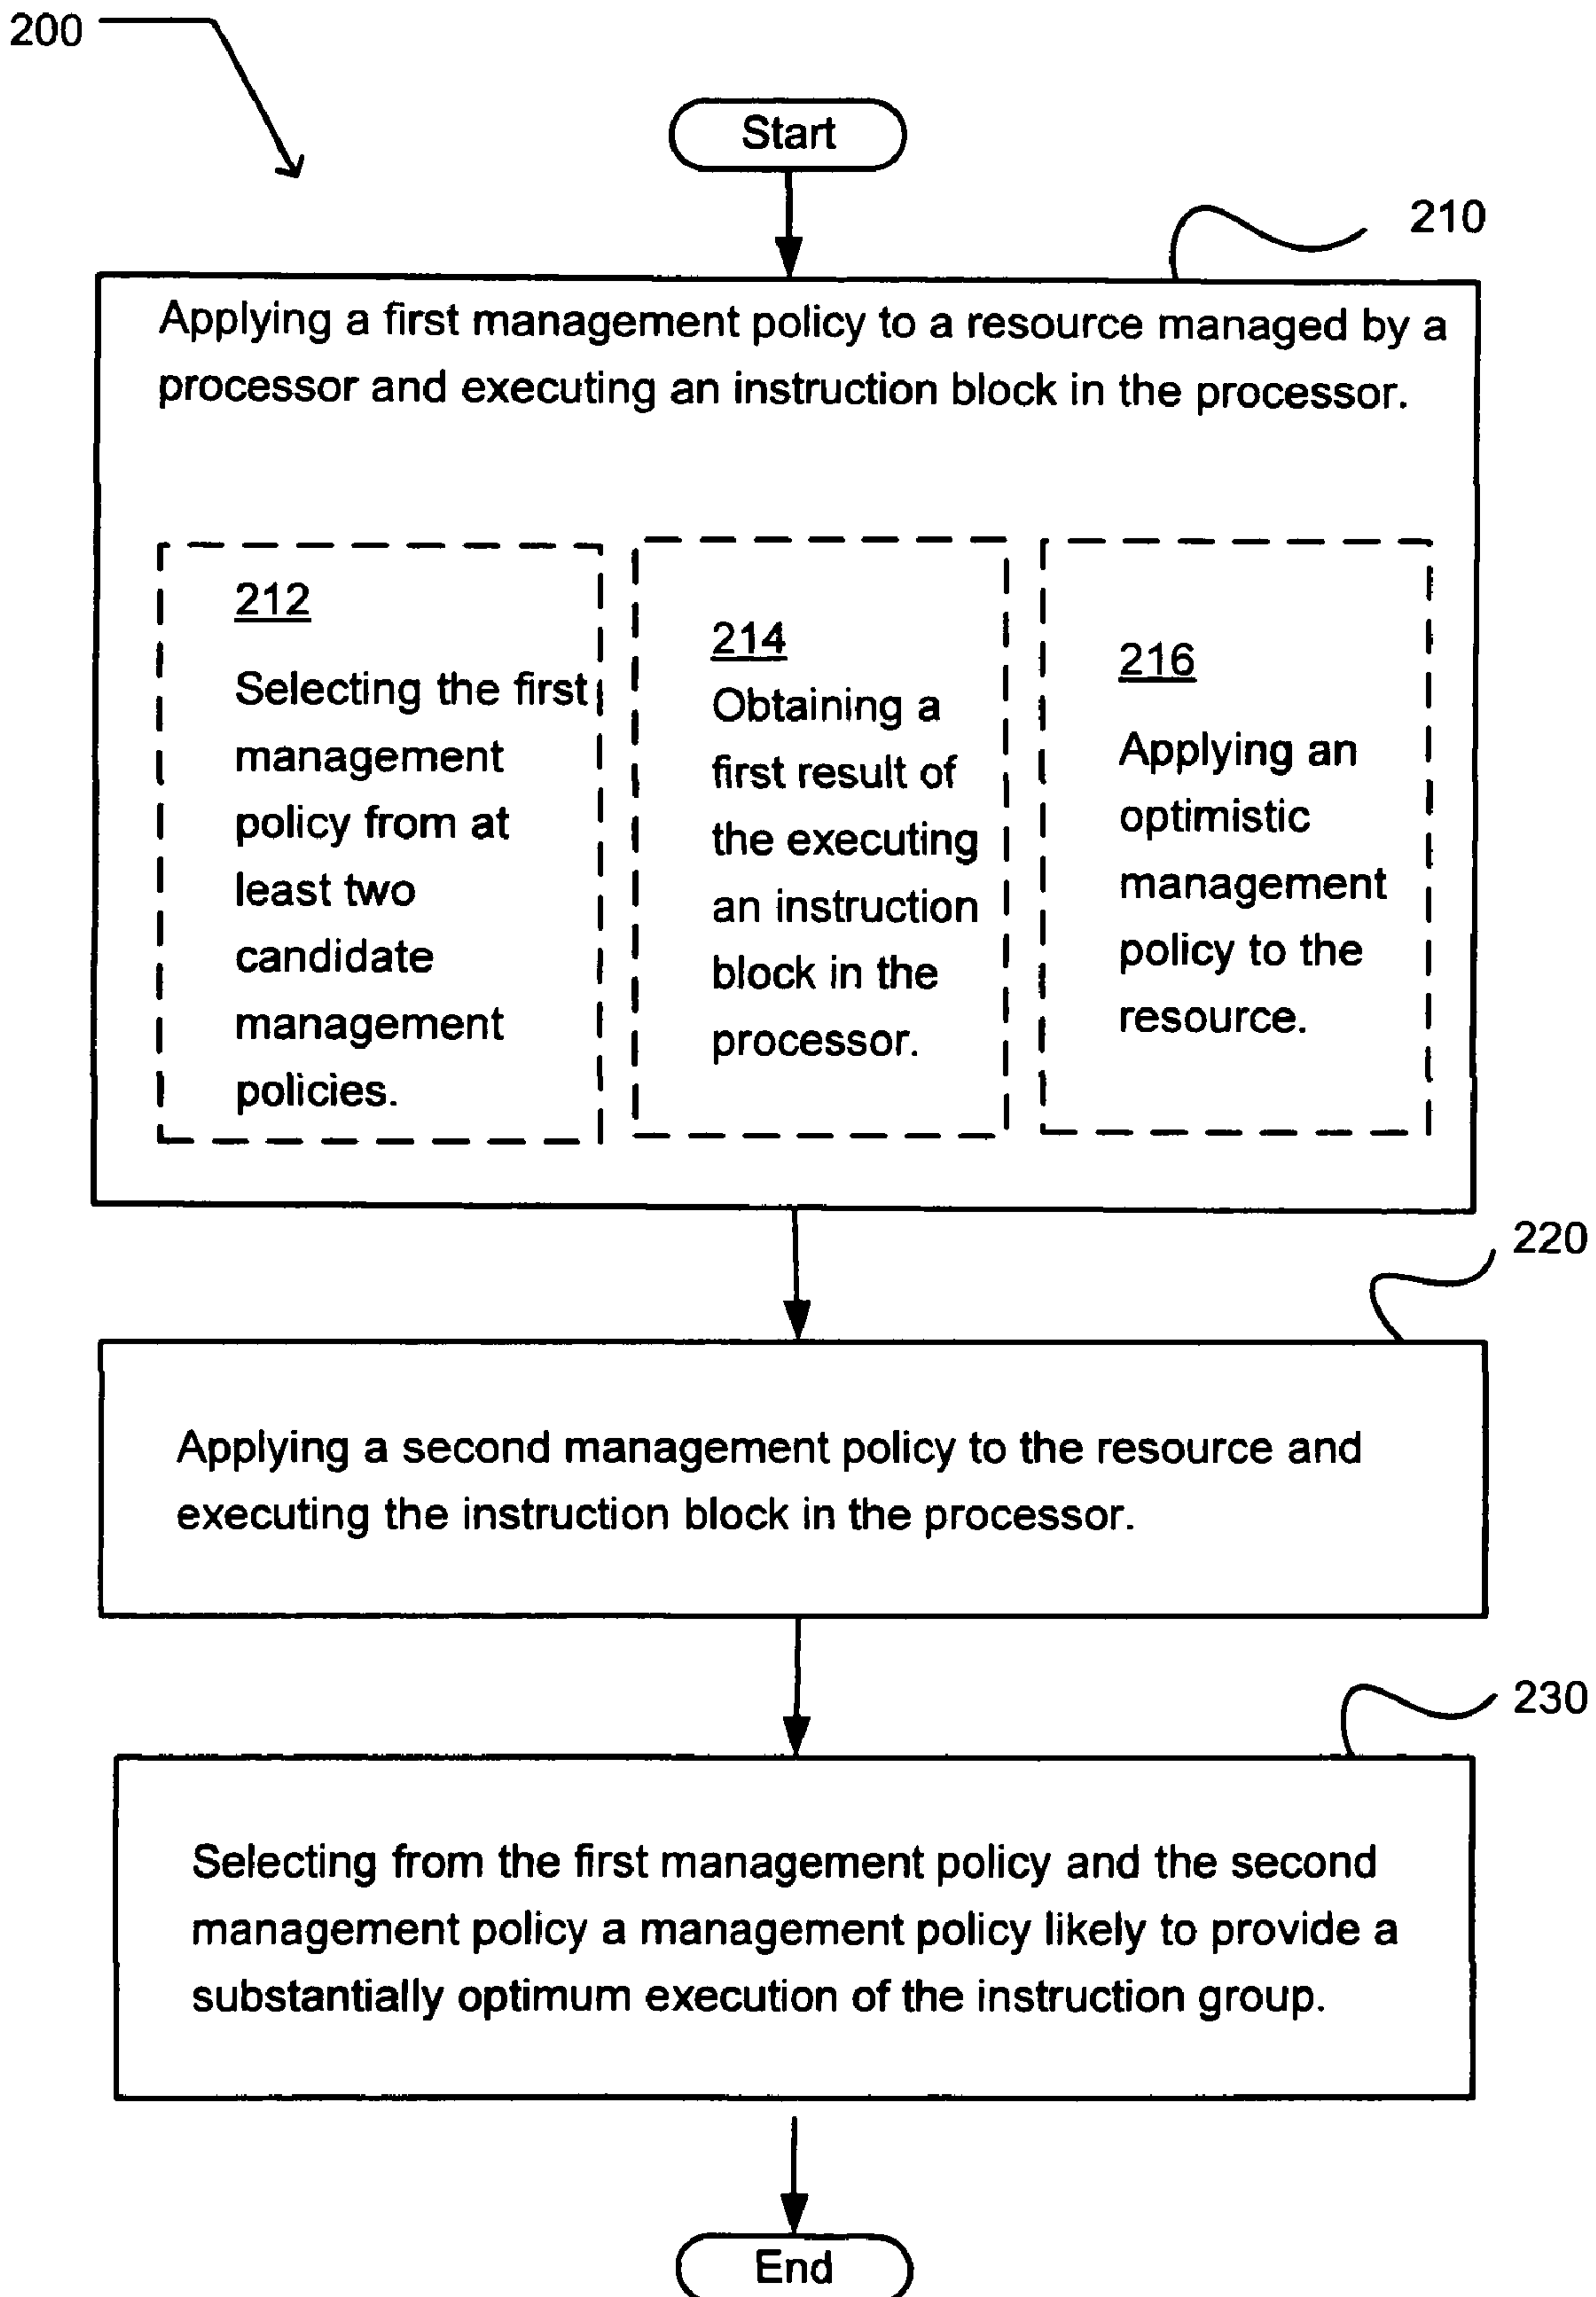 200
Start
210
Applying a first management policy to a resource managed by a
processor and executing an instruction block in the processor.
212
Selecting the first
management
policy from at
least two
candidate
management
policies.
214
Obtaining a
first result of
the executing
an instruction
block in the
processor.
216
Applying an
optimistic
management
policy to the
resource.
220
Applying a second management policy to the resource and
executing the instruction block in the processor.
230
Selecting from the first management policy and the second
management policy a management policy likely to provide a
substantially optimum execution of the instruction group.
End